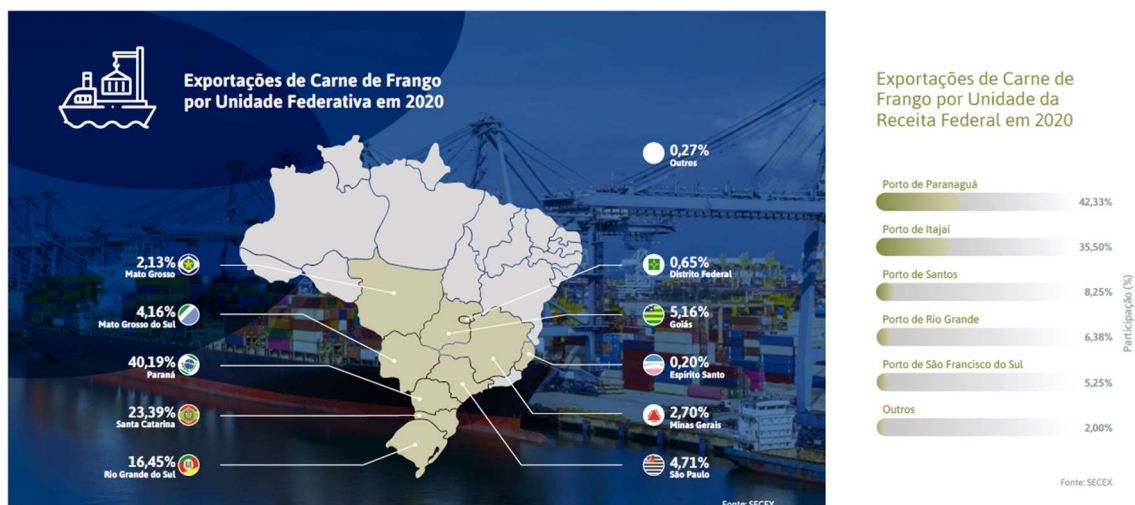 Exportações de Carne de Frango
por Unidade Federativa em 2020
0,27%
Outros
2,13%
Mato Grosso
4,16%
Mato Grosso do Sul
40,19%
Paraná
23,39%
Santa Catarina
16,45%
Rio Grande do Sul
0,65%
Distrito Federal
5,16%
Goiás
0,20%
Espírito Santo
2,70%
Minas Gerais
4,71%
São Paulo
Fonte: SECEX
Exportações de Carne de
Frango por Unidade da
Receita Federal em 2020
Porto de Paranaguá
42,33%
Porto de Itajaí
35,50%
Porto de Santos
8,25%
Porto de Rio Grande
6,38%
Porto de São Francisco do Sul
5,25%
Outros
2,00%
Participação (%)
Fonte: SECEX